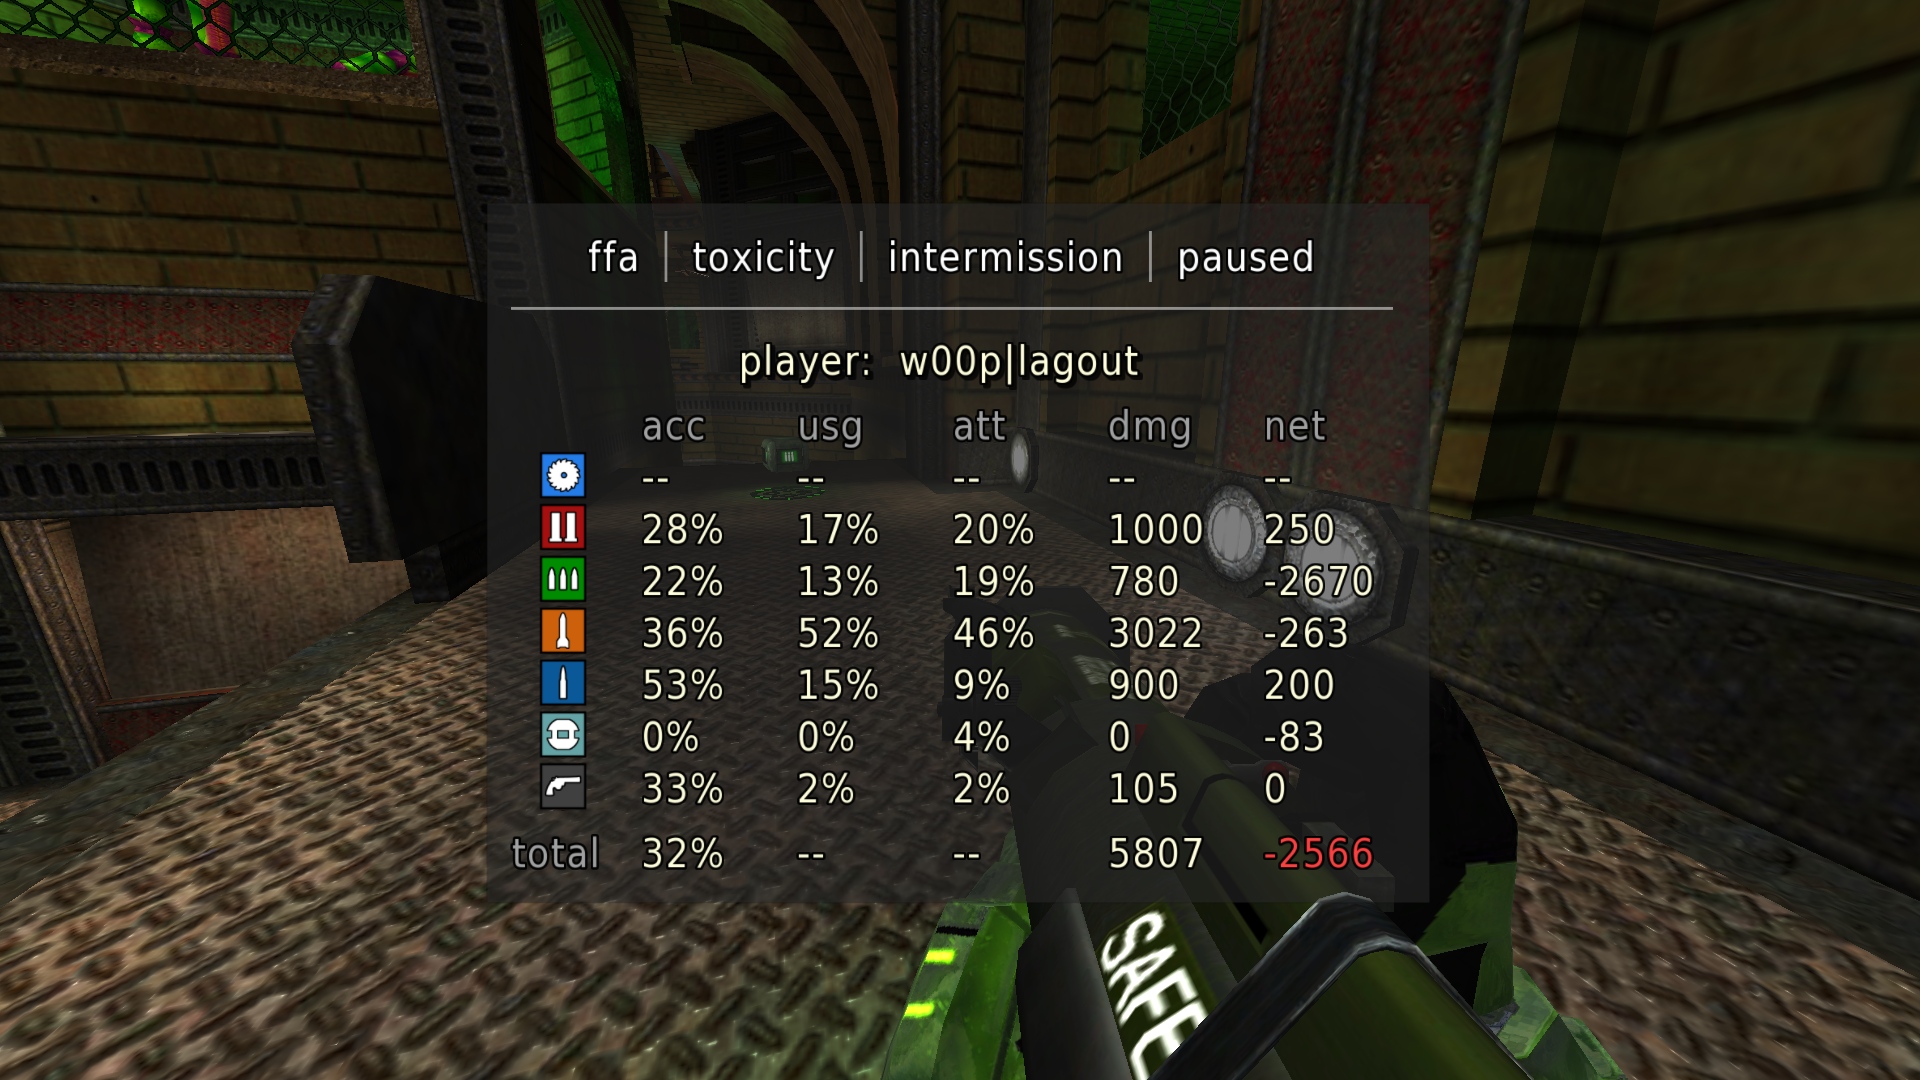 ffa | toxicity | intermission | paused
player: w00p|lagout
acc usg att dmg net
-- -- -- -- --
28% 17% 20% 1000 250
22% 13% 19% 780 -2670
36% 52% 46% 3022 -263
53% 15% 9% 900 200
0% 0% 4% 0 -83
33% 2% 2% 105 0
total 32% -- -- 5807 -2566
SAFE